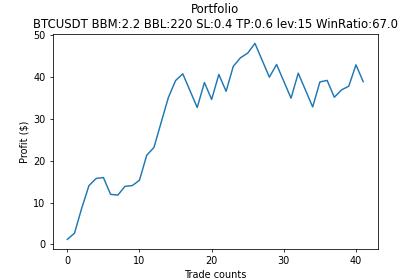 Portfolio
BTCUSDT BBM:2.2 BBL:220 SL:0.4 TP:0.6 lev:15 WinRatio:67.0
50
40
30
20
10
0
Profit ($)
0 10 20 30 40
Trade counts